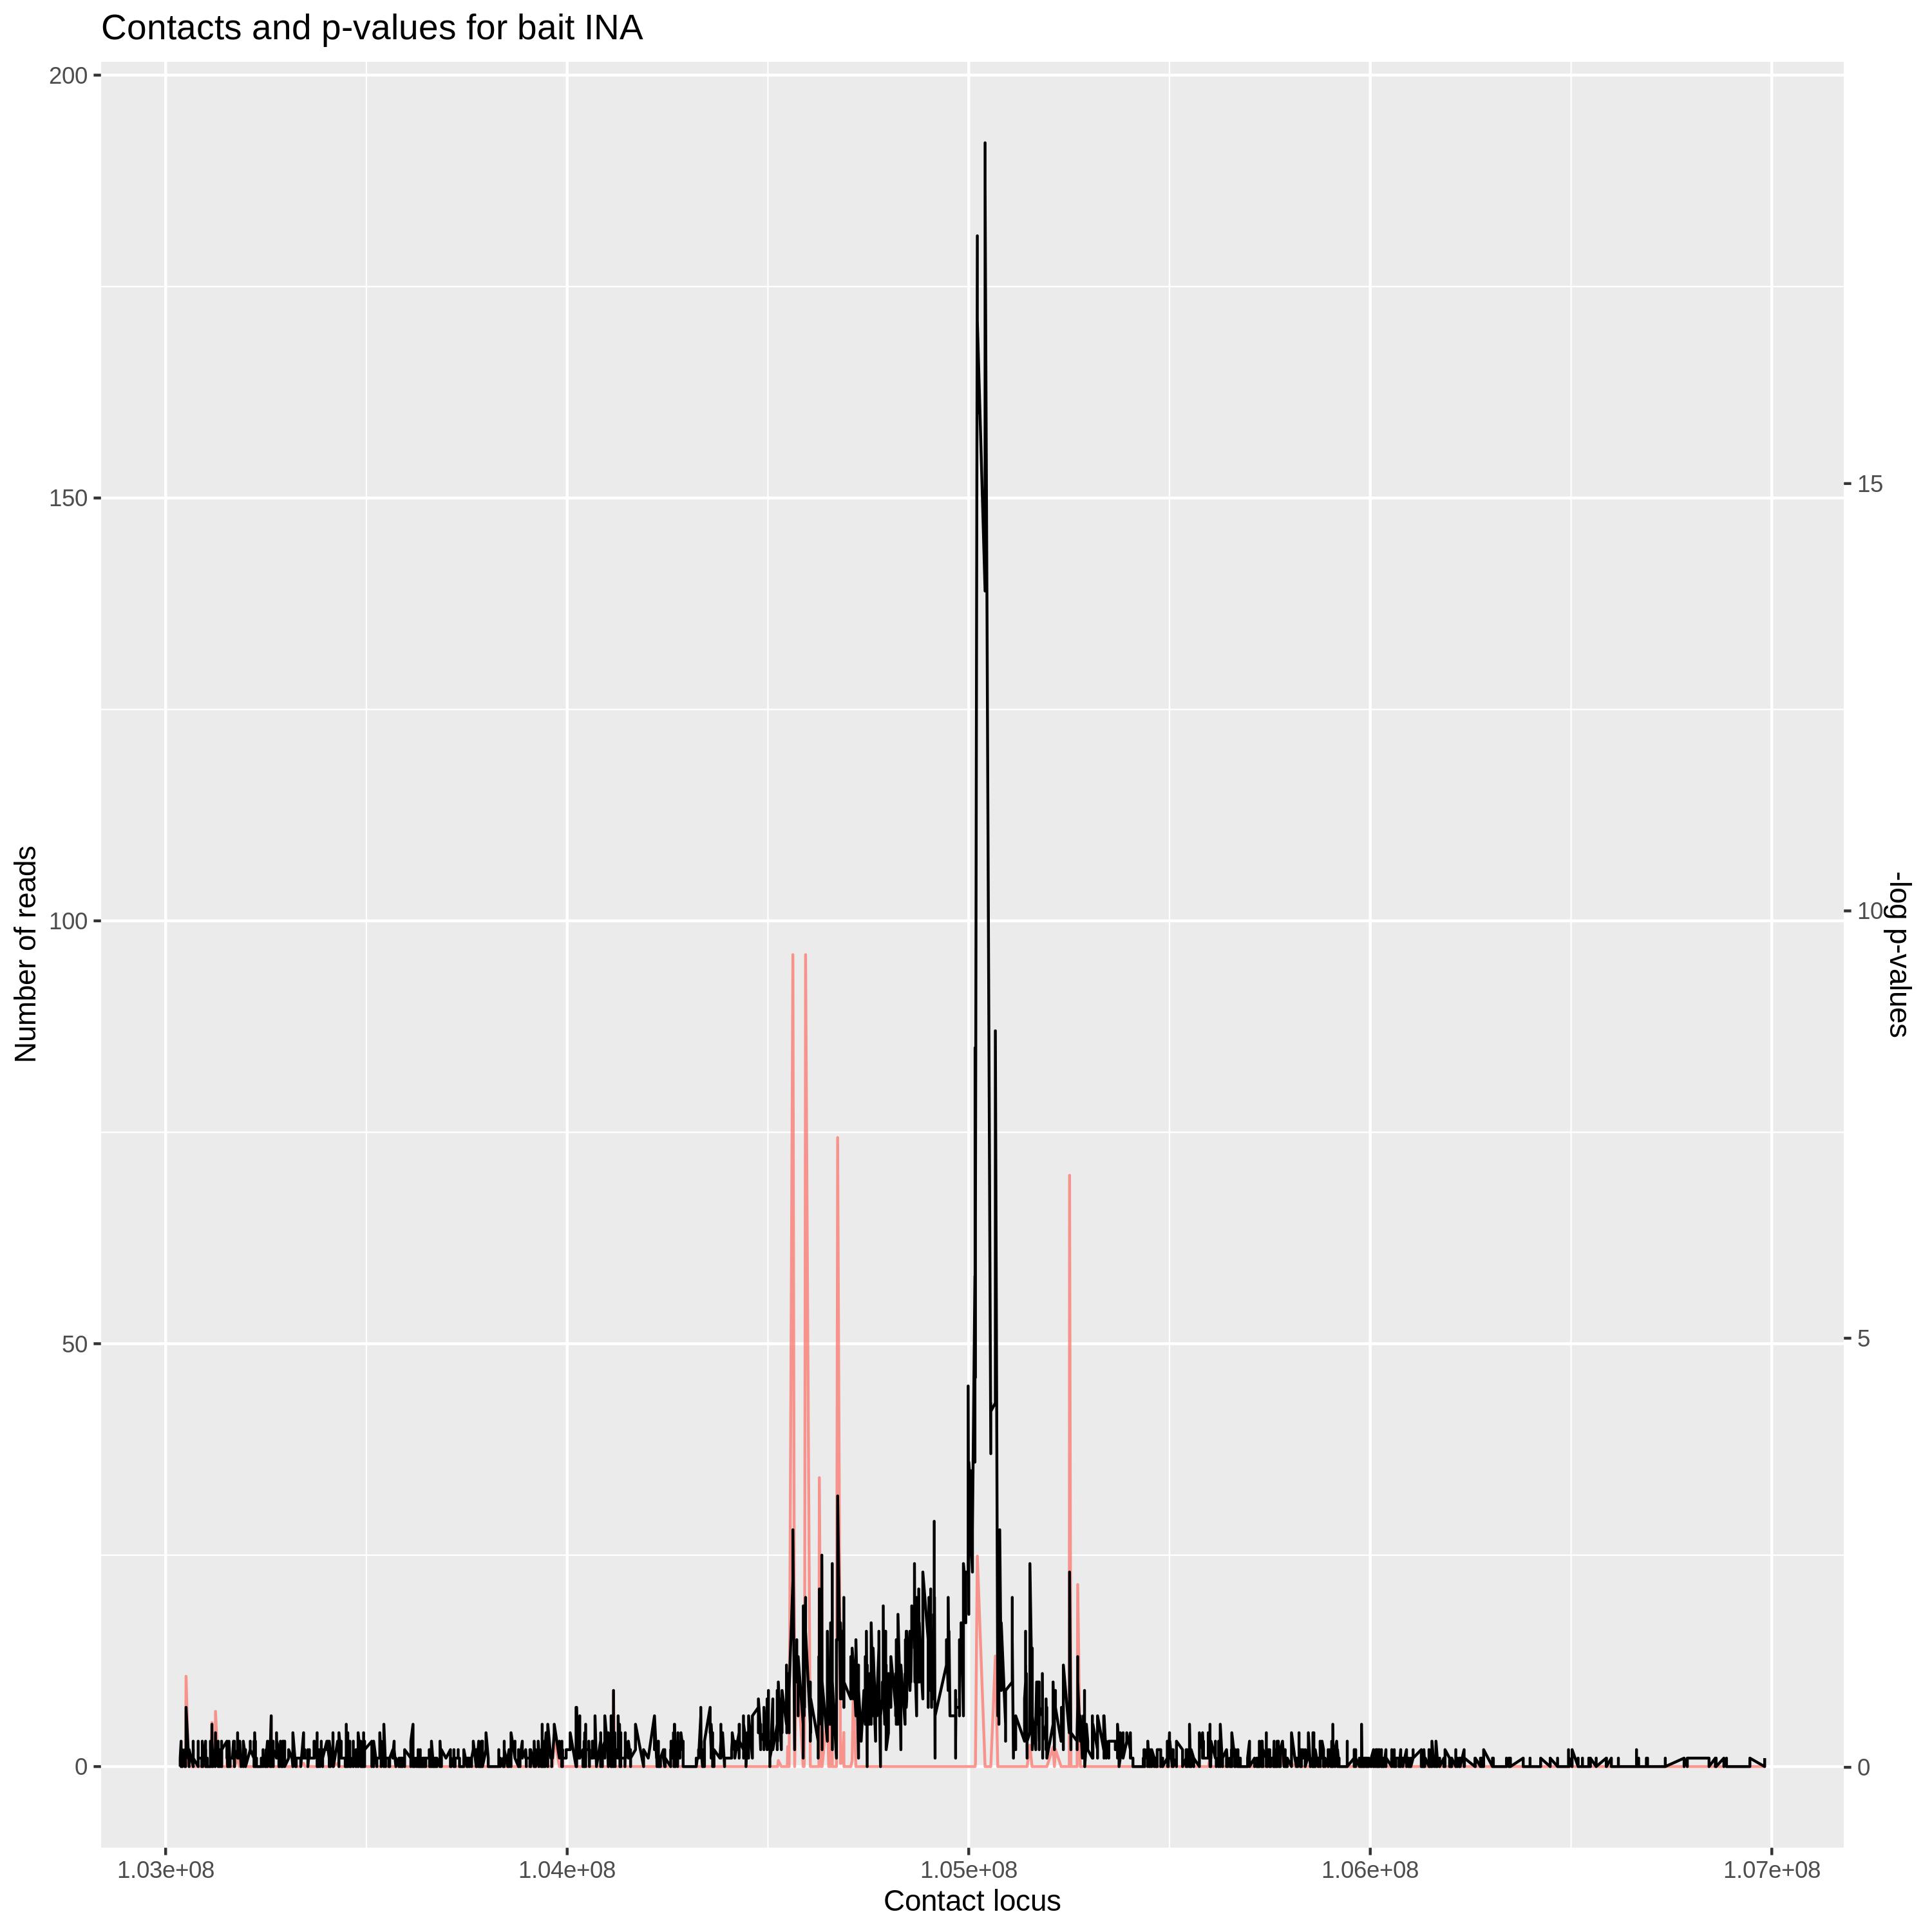 Contacts and p-values for bait INA
200
150
100
50
0
Number of reads
15
10
5
0
-log p-values
1.03e+08 1.04e+08 1.05e+08 1.06e+08 1.07e+08
Contact locus